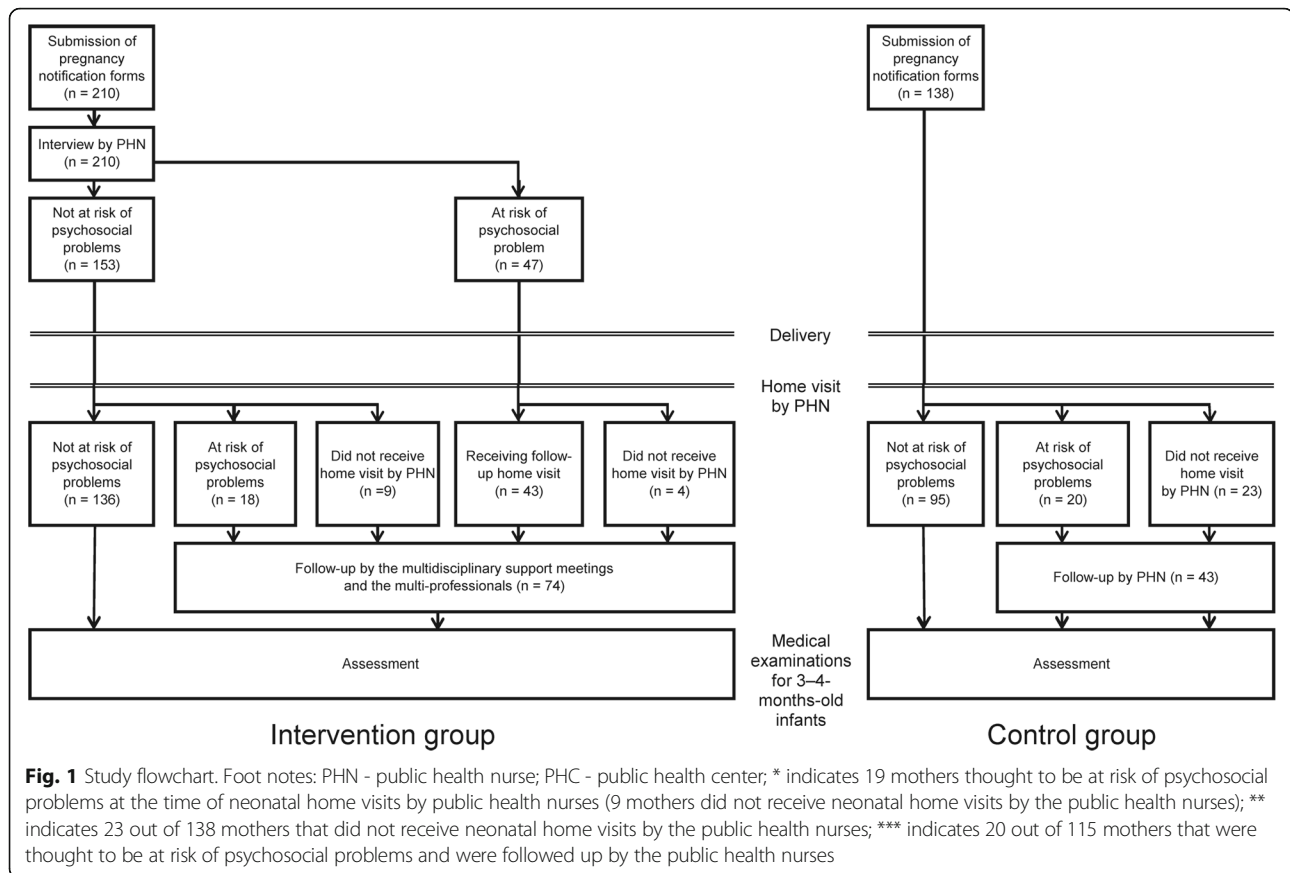 Submission of
pregnancy
notification forms
(n = 210)
Interview by PHN
(n = 210)
Not at risk of
psychosocial
problems
(n = 153)
At risk of
psychosocial
problem
(n = 47)
Submission of
pregnancy
notification forms
(n = 138)
Delivery
Home visit
by PHN
Not at risk of
psychosocial
problems
(n = 136)
At risk of
psychosocial
problems
(n = 18)
Did not receive
home visit by PHN
(n =9)
Receiving follow-
up home visit
(n = 43)
Did not receive
home visit by PHN
(n = 4)
Not at risk of
psychosocial
problems
(n = 95)
At risk of
psychosocial
problems
(n = 20)
Did not receive
home visit
by PHN (n = 23)
Follow-up by the multidisciplinary support meetings
and the multi-professionals (n = 74)
Follow-up by PHN (n = 43)
Assessment
Medical
examinations
for 3–4-
months-old
infants
Assessment
Intervention group
Control group
Fig. 1 Study flowchart. Foot notes: PHN - public health nurse; PHC - public health center; * indicates 19 mothers thought to be at risk of psychosocial
problems at the time of neonatal home visits by public health nurses (9 mothers did not receive neonatal home visits by the public health nurses); **
indicates 23 out of 138 mothers that did not receive neonatal home visits by the public health nurses; *** indicates 20 out of 115 mothers that were
thought to be at risk of psychosocial problems and were followed up by the public health nurses